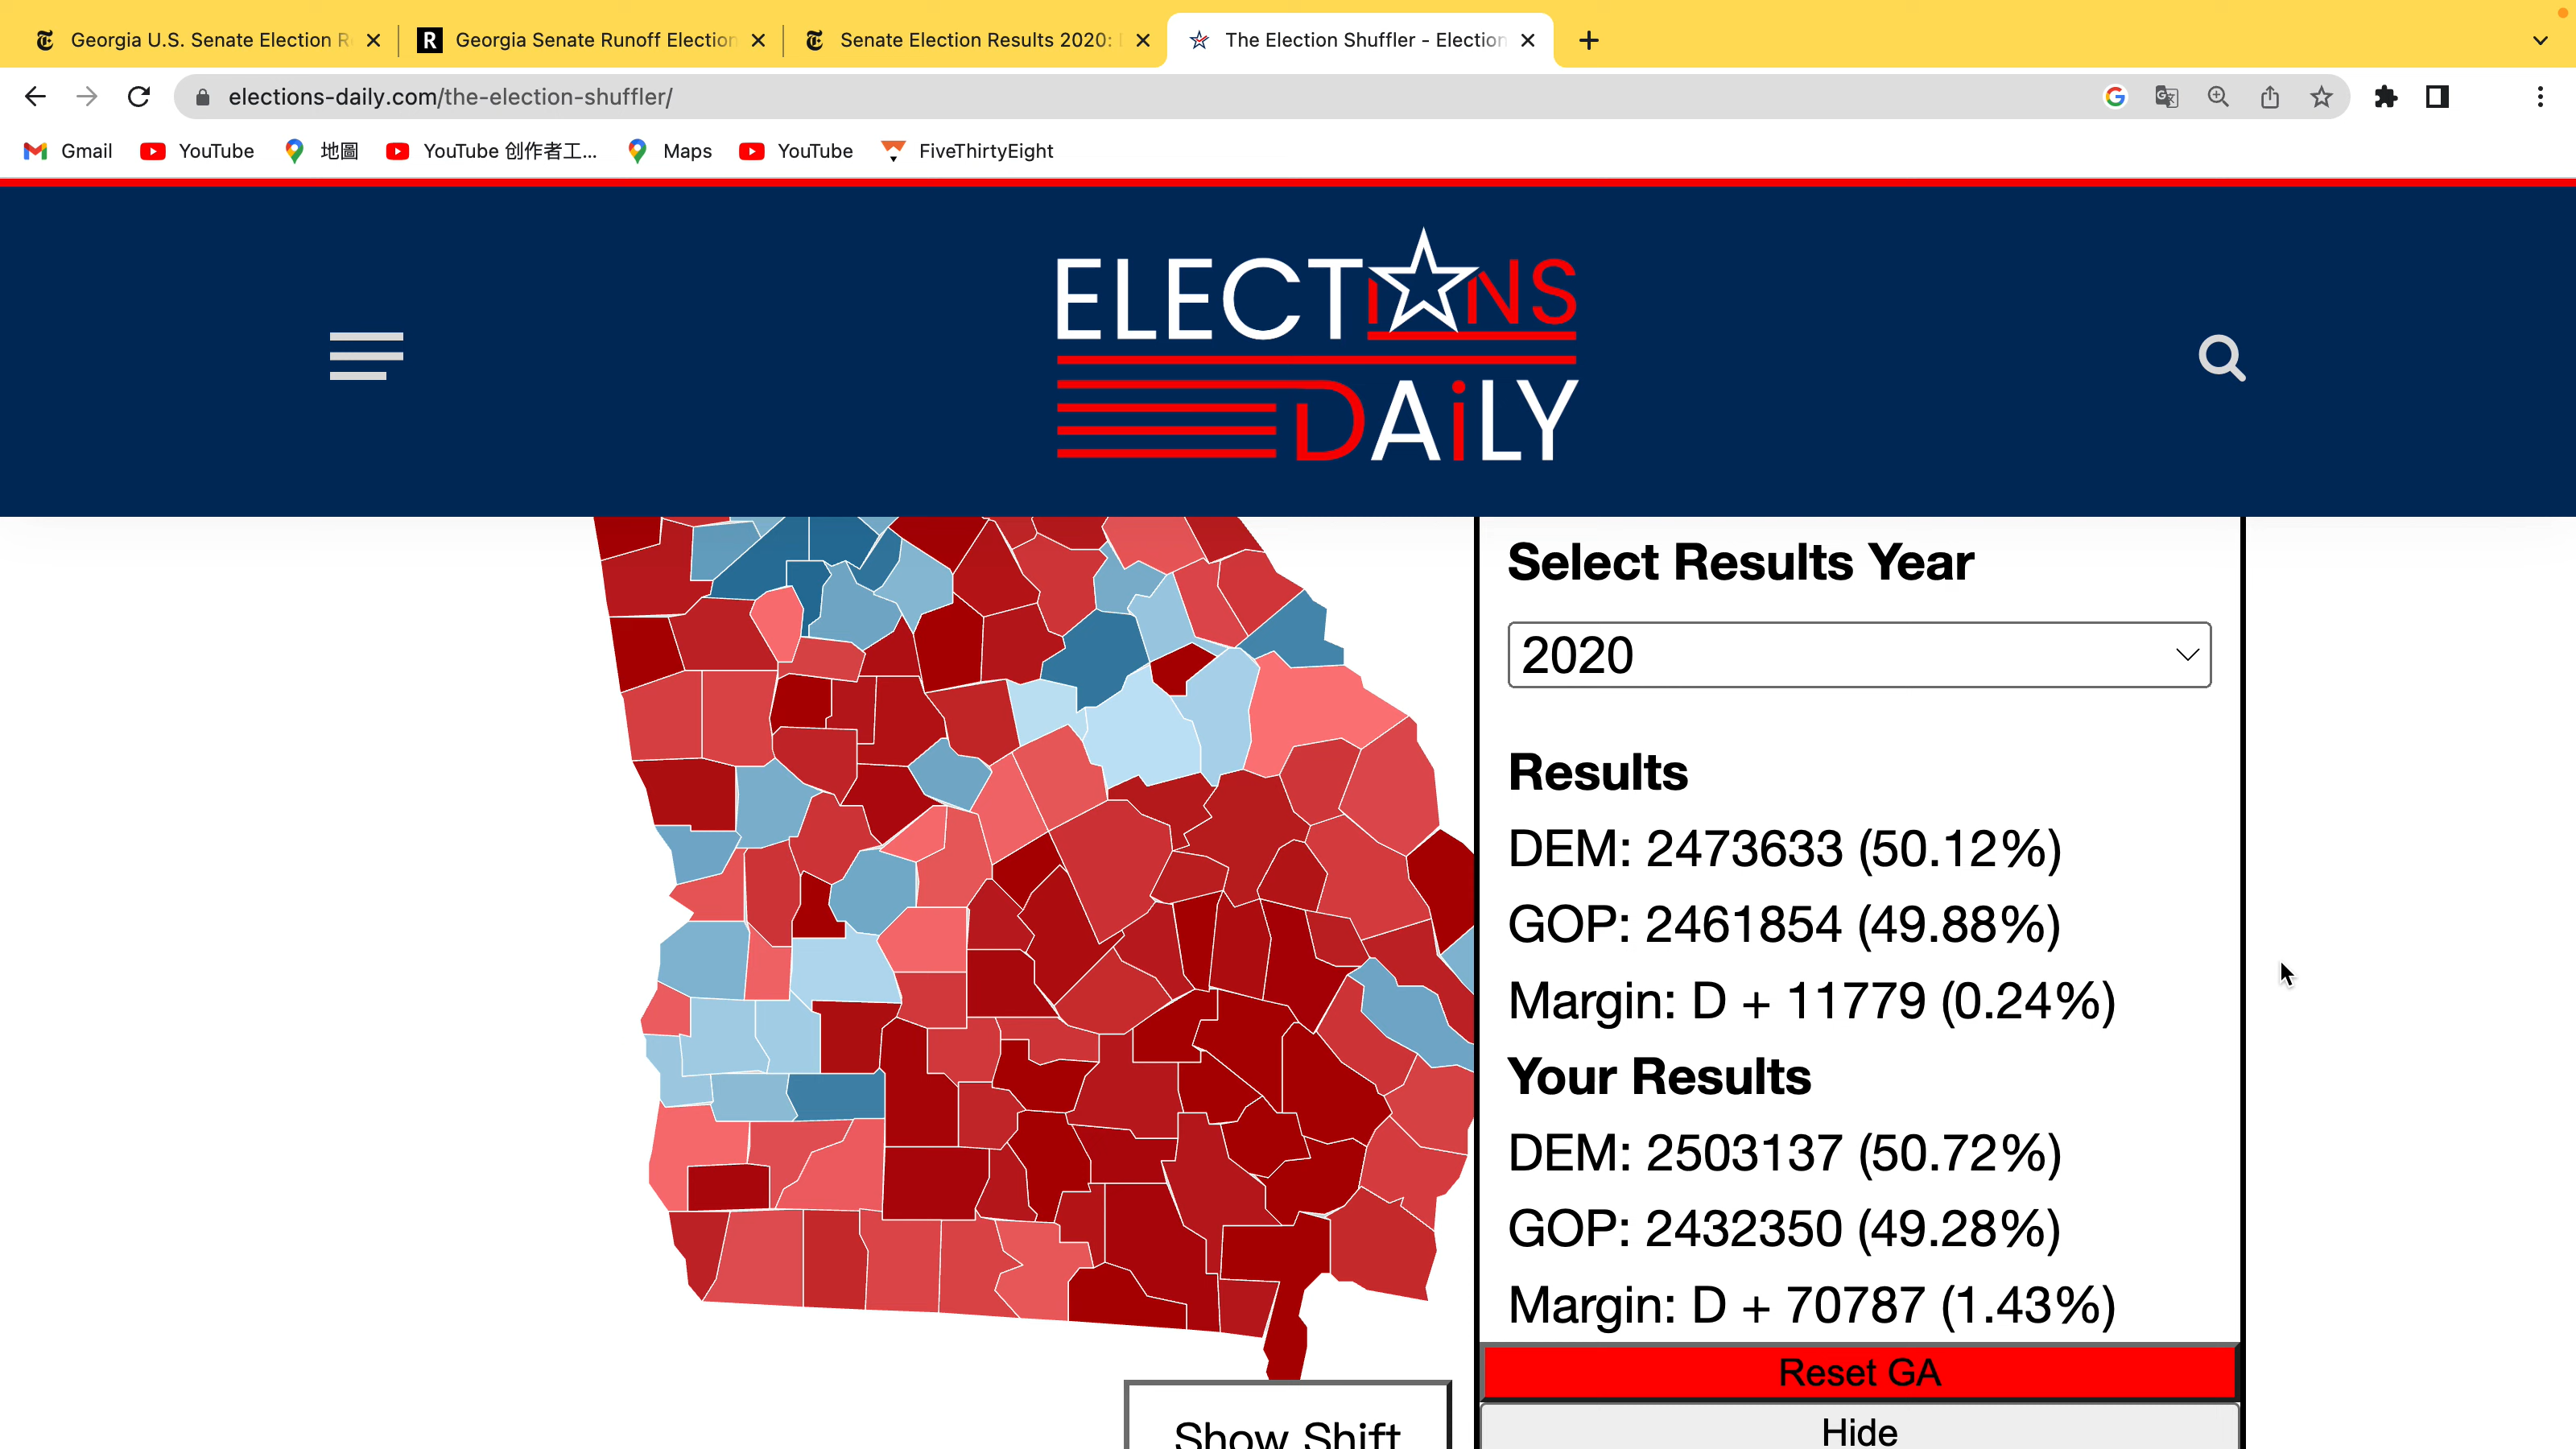 Georgia U.S. Senate Election R
Georgia Senate Runoff Election
Senate Election Results 2020:
The Election Shuffler - Election
elections-daily.com/the-election-shuffler/
Gmail
YouTube
地圖
YouTube 创作者工...
Maps
YouTube
FiveThirtyEight
ELECTIONS
DAiLY
Select Results Year
2020
Results
DEM: 2473633 (50.12%)
GOP: 2461854 (49.88%)
Margin: D + 11779 (0.24%)
Your Results
DEM: 2503137 (50.72%)
GOP: 2432350 (49.28%)
Margin: D + 70787 (1.43%)
Reset GA
Hide
Show Shift